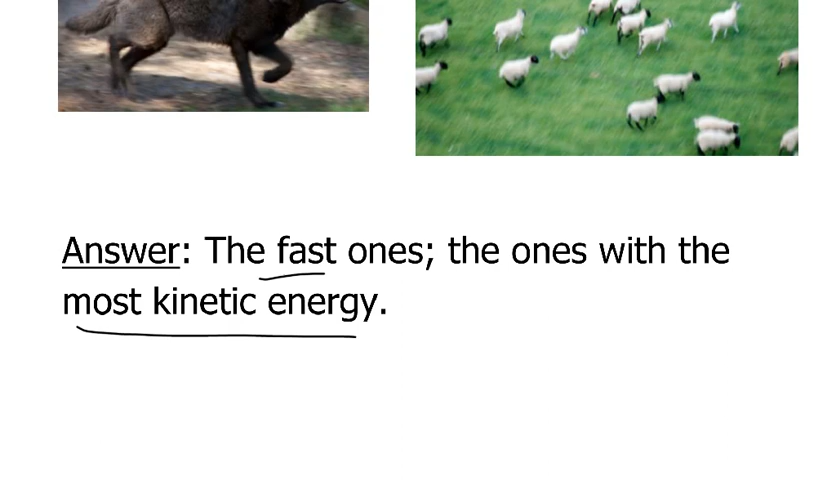 Answer: The fast ones; the ones with the
most kinetic energy.